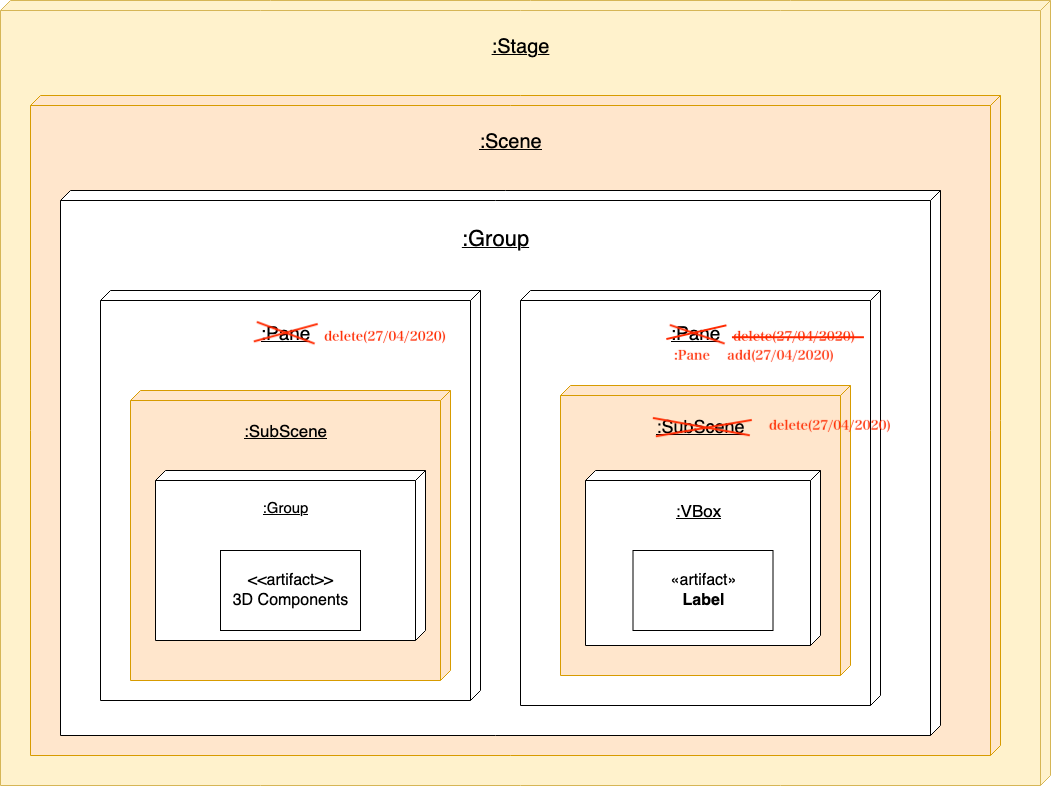 :Stage
:Scene
:Group
:Pane delete(27/04/2020)
:Pane delete(27/04/2020)
:Pane add(27/04/2020)
:SubScene
:SubScene delete(27/04/2020)
:Group
<<artifact>>
3D Components
:VBox
«artifact»
Label